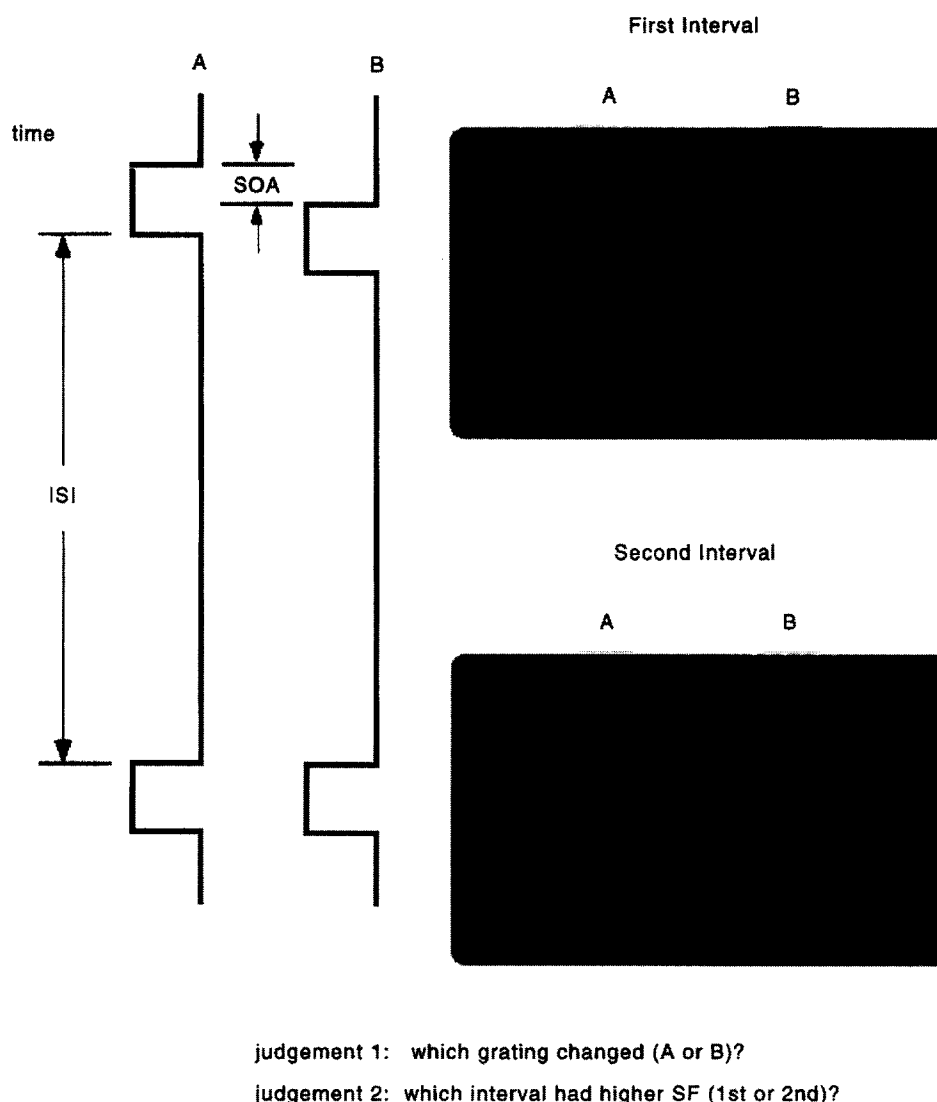 First Interval
A
B
A
B
time
SOA
ISI
Second Interval
A
B
judgement 1: which grating changed (A or B)?
judgement 2: which interval had higher SF (1st or 2nd)?